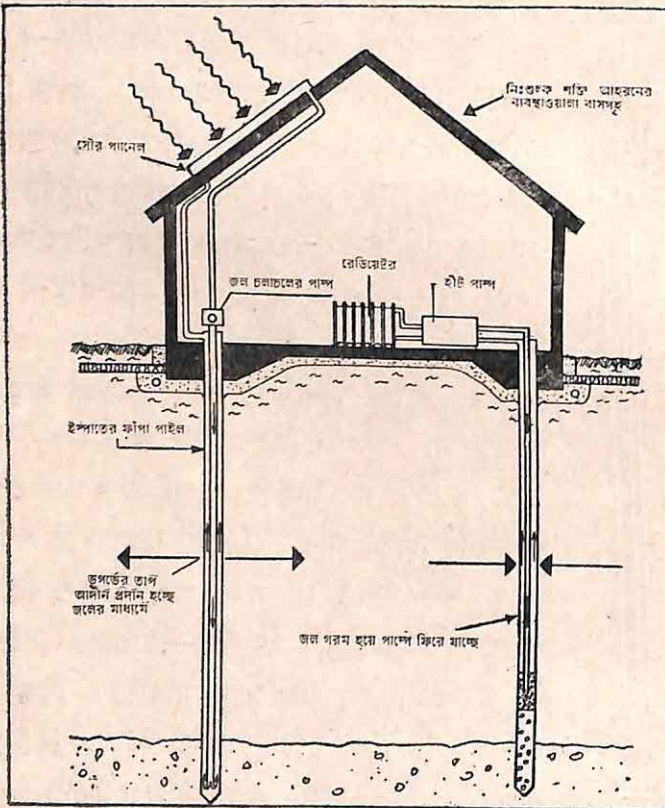 নিঃশুল্ক শক্তি আহরনের
ব্যবস্থাওয়ালা বাসগৃহ
সৌর প্যানেল
রেডিয়েটর
জল চলাচলের পাম্প
হীট পাম্প
ইস্পাতের ফাঁপা পাইল
ভূগর্ভের তাপ
আদান প্রদান হচ্ছে
জলের মাধ্যমে
জল গরম হয়ে পাম্পে ফিরে যাচ্ছে